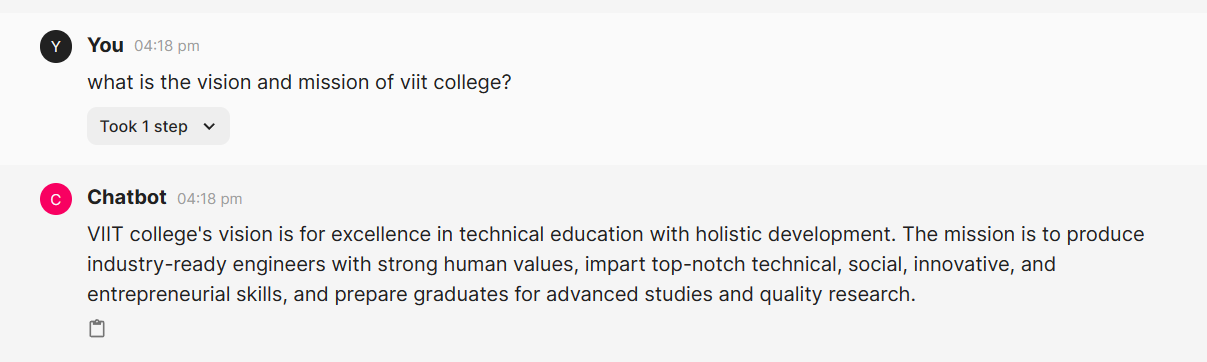 Y
You 04:18 pm
what is the vision and mission of viit college?
Took 1 step
C
Chatbot 04:18 pm
VIIT college's vision is for excellence in technical education with holistic development. The mission is to produce
industry-ready engineers with strong human values, impart top-notch technical, social, innovative, and
entrepreneurial skills, and prepare graduates for advanced studies and quality research.